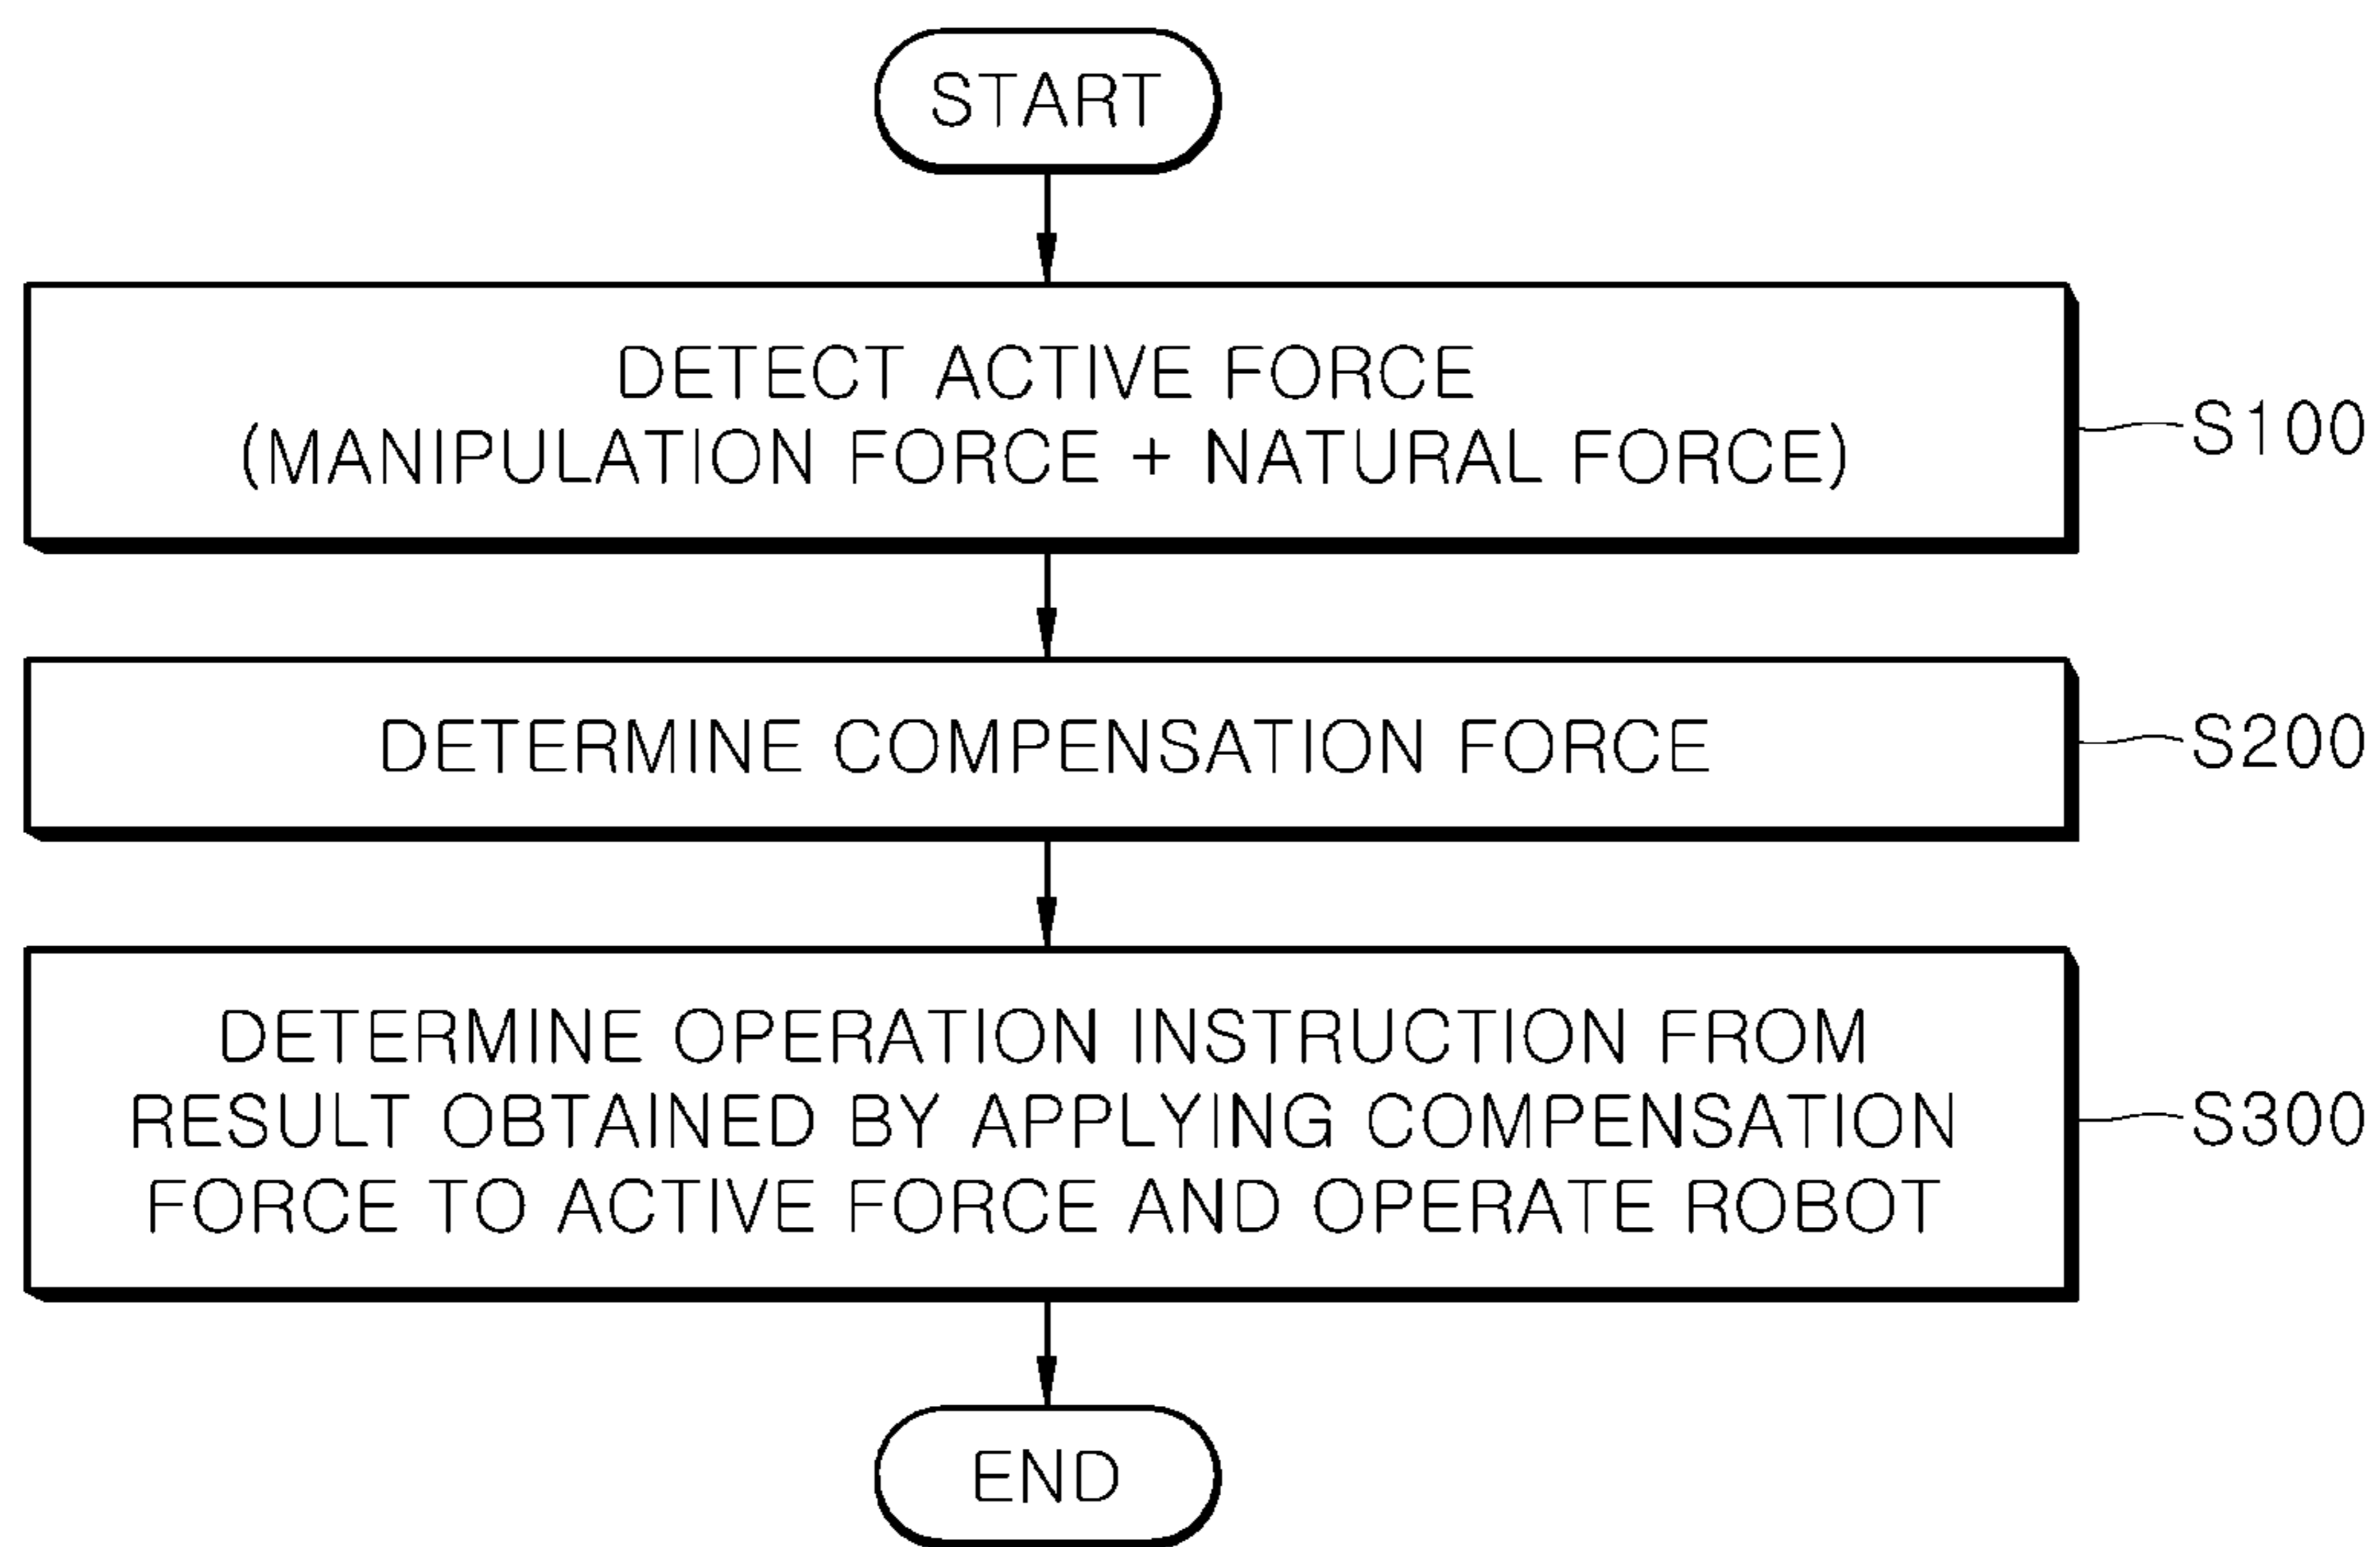 START
DETECT ACTIVE FORCE
(MANIPULATION FORCE + NATURAL FORCE)
S100
DETERMINE COMPENSATION FORCE
S200
DETERMINE OPERATION INSTRUCTION FROM
RESULT OBTAINED BY APPLYING COMPENSATION
FORCE TO ACTIVE FORCE AND OPERATE ROBOT
S300
END